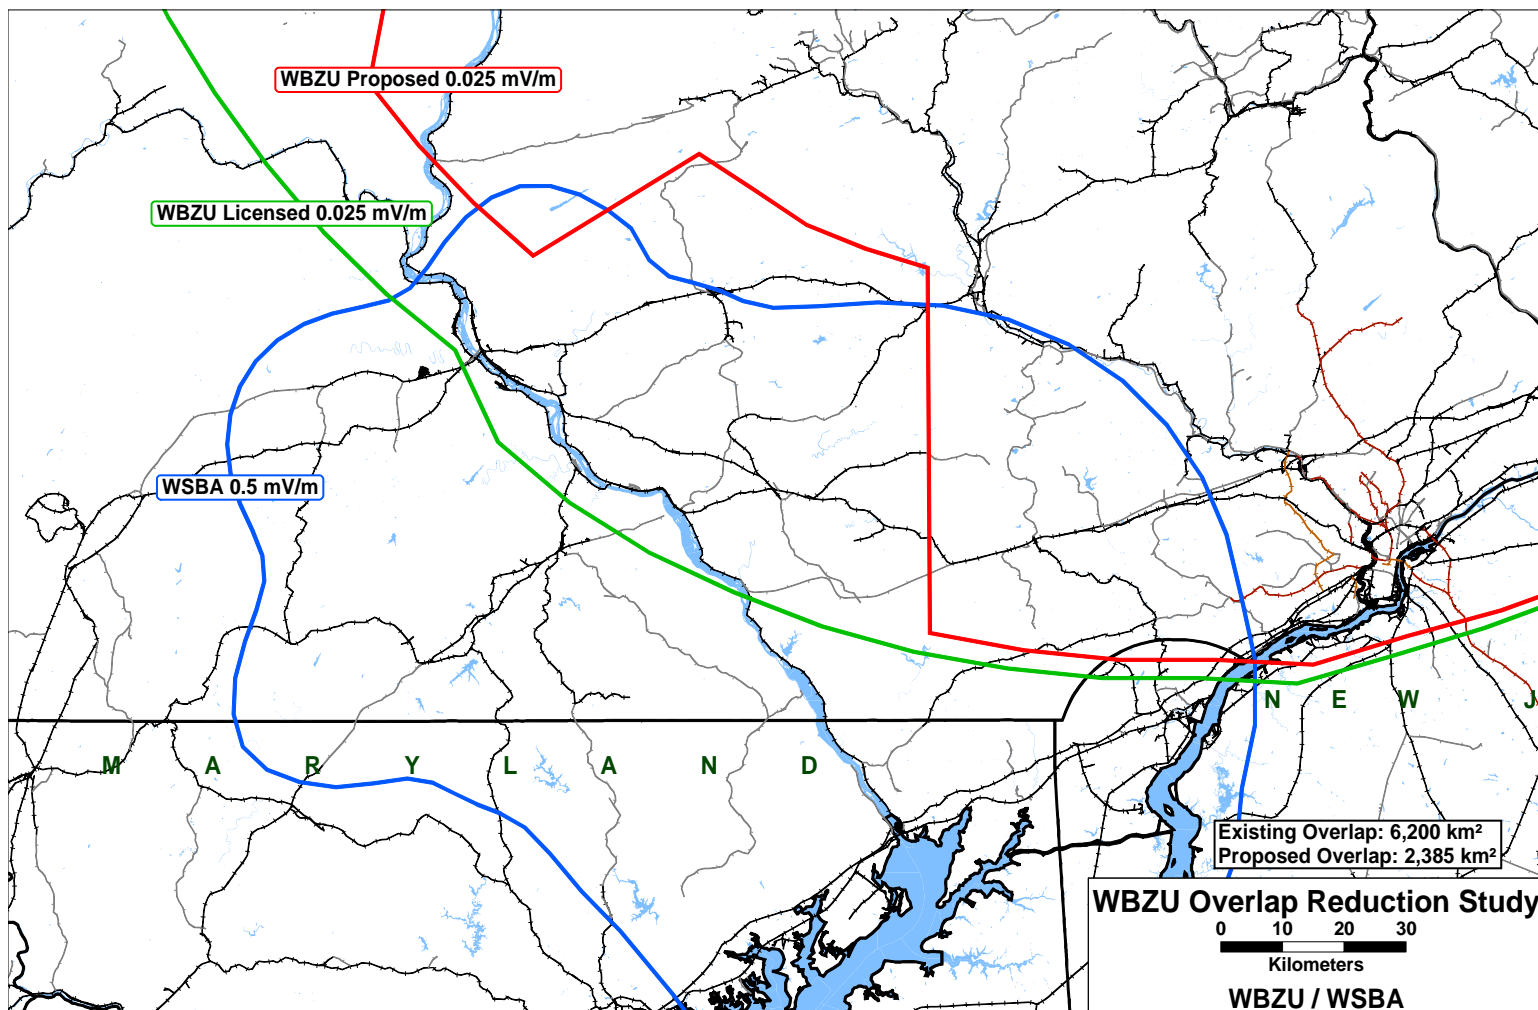 WBZU Proposed 0.025 mV/m
WBZU Licensed 0.025 mV/m
WSBA 0.5 mV/m
N E W J
M A R Y L A N D
Existing Overlap: 6,200 km²
Proposed Overlap: 2,385 km²
WBZU Overlap Reduction Study
0 10 20 30
Kilometers
WBZU / WSBA